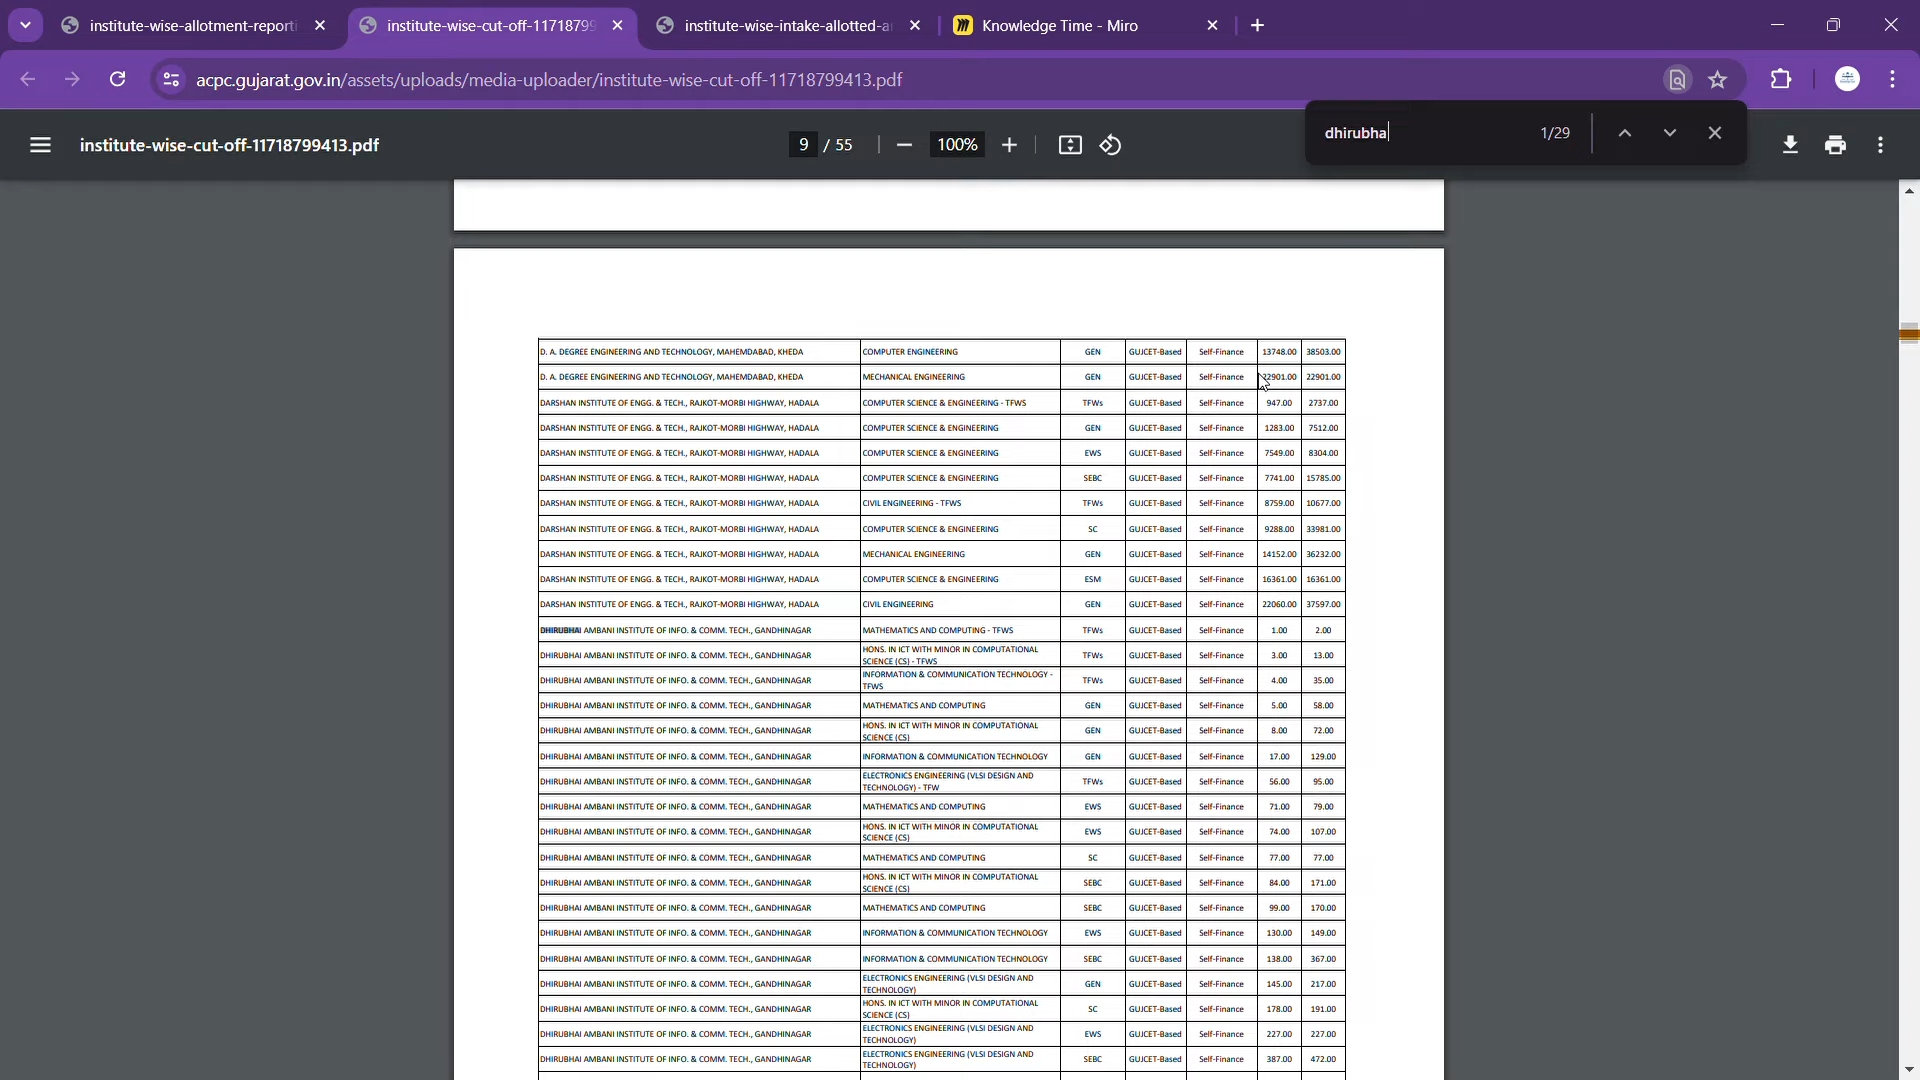 institute-wise-allotment-report
institute-wise-cut-off-1171879
institute-wise-intake-allotted-a
Knowledge Time - Miro
acpc.gujarat.gov.in/assets/uploads/media-uploader/institute-wise-cut-off-11718799413.pdf
institute-wise-cut-off-11718799413.pdf
9 / 55
100%
dhirubha
1/29
D. A. DEGREE ENGINEERING AND TECHNOLOGY, MAHEMDABAD, KHEDA COMPUTER ENGINEERING GEN GUJCET-Based Self-Finance 13748.00 38503.00
D. A. DEGREE ENGINEERING AND TECHNOLOGY, MAHEMDABAD, KHEDA MECHANICAL ENGINEERING GEN GUJCET-Based Self-Finance 22901.00 22901.00
DARSHAN INSTITUTE OF ENGG. & TECH., RAJKOT-MORBI HIGHWAY, HADALA COMPUTER SCIENCE & ENGINEERING - TFWS TFWs GUJCET-Based Self-Finance 947.00 2737.00
DARSHAN INSTITUTE OF ENGG. & TECH., RAJKOT-MORBI HIGHWAY, HADALA COMPUTER SCIENCE & ENGINEERING GEN GUJCET-Based Self-Finance 1283.00 7512.00
DARSHAN INSTITUTE OF ENGG. & TECH., RAJKOT-MORBI HIGHWAY, HADALA COMPUTER SCIENCE & ENGINEERING EWS GUJCET-Based Self-Finance 7549.00 8304.00
DARSHAN INSTITUTE OF ENGG. & TECH., RAJKOT-MORBI HIGHWAY, HADALA COMPUTER SCIENCE & ENGINEERING SEBC GUJCET-Based Self-Finance 7741.00 15785.00
DARSHAN INSTITUTE OF ENGG. & TECH., RAJKOT-MORBI HIGHWAY, HADALA CIVIL ENGINEERING - TFWS TFWs GUJCET-Based Self-Finance 8759.00 10677.00
DARSHAN INSTITUTE OF ENGG. & TECH., RAJKOT-MORBI HIGHWAY, HADALA COMPUTER SCIENCE & ENGINEERING SC GUJCET-Based Self-Finance 9288.00 33981.00
DARSHAN INSTITUTE OF ENGG. & TECH., RAJKOT-MORBI HIGHWAY, HADALA MECHANICAL ENGINEERING GEN GUJCET-Based Self-Finance 14152.00 36232.00
DARSHAN INSTITUTE OF ENGG. & TECH., RAJKOT-MORBI HIGHWAY, HADALA COMPUTER SCIENCE & ENGINEERING ESM GUJCET-Based Self-Finance 16361.00 16361.00
DARSHAN INSTITUTE OF ENGG. & TECH., RAJKOT-MORBI HIGHWAY, HADALA CIVIL ENGINEERING GEN GUJCET-Based Self-Finance 22060.00 37597.00
DHIRUBHAI AMBANI INSTITUTE OF INFO. & COMM. TECH., GANDHINAGAR MATHEMATICS AND COMPUTING - TFWS TFWs GUJCET-Based Self-Finance 1.00 2.00
DHIRUBHAI AMBANI INSTITUTE OF INFO. & COMM. TECH., GANDHINAGAR HONS. IN ICT WITH MINOR IN COMPUTATIONAL
SCIENCE (CS) - TFWS TFWs GUJCET-Based Self-Finance 3.00 13.00
DHIRUBHAI AMBANI INSTITUTE OF INFO. & COMM. TECH., GANDHINAGAR INFORMATION & COMMUNICATION TECHNOLOGY -
TFWS TFWs GUJCET-Based Self-Finance 4.00 35.00
DHIRUBHAI AMBANI INSTITUTE OF INFO. & COMM. TECH., GANDHINAGAR MATHEMATICS AND COMPUTING GEN GUJCET-Based Self-Finance 5.00 58.00
DHIRUBHAI AMBANI INSTITUTE OF INFO. & COMM. TECH., GANDHINAGAR HONS. IN ICT WITH MINOR IN COMPUTATIONAL
SCIENCE (CS) GEN GUJCET-Based Self-Finance 8.00 72.00
DHIRUBHAI AMBANI INSTITUTE OF INFO. & COMM. TECH., GANDHINAGAR INFORMATION & COMMUNICATION TECHNOLOGY GEN GUJCET-Based Self-Finance 17.00 129.00
DHIRUBHAI AMBANI INSTITUTE OF INFO. & COMM. TECH., GANDHINAGAR ELECTRONICS ENGINEERING (VLSI DESIGN AND
TECHNOLOGY) - TFW TFWs GUJCET-Based Self-Finance 56.00 95.00
DHIRUBHAI AMBANI INSTITUTE OF INFO. & COMM. TECH., GANDHINAGAR MATHEMATICS AND COMPUTING EWS GUJCET-Based Self-Finance 71.00 79.00
DHIRUBHAI AMBANI INSTITUTE OF INFO. & COMM. TECH., GANDHINAGAR HONS. IN ICT WITH MINOR IN COMPUTATIONAL
SCIENCE (CS) EWS GUJCET-Based Self-Finance 74.00 107.00
DHIRUBHAI AMBANI INSTITUTE OF INFO. & COMM. TECH., GANDHINAGAR MATHEMATICS AND COMPUTING SC GUJCET-Based Self-Finance 77.00 77.00
DHIRUBHAI AMBANI INSTITUTE OF INFO. & COMM. TECH., GANDHINAGAR HONS. IN ICT WITH MINOR IN COMPUTATIONAL
SCIENCE (CS) SEBC GUJCET-Based Self-Finance 84.00 171.00
DHIRUBHAI AMBANI INSTITUTE OF INFO. & COMM. TECH., GANDHINAGAR MATHEMATICS AND COMPUTING SEBC GUJCET-Based Self-Finance 99.00 170.00
DHIRUBHAI AMBANI INSTITUTE OF INFO. & COMM. TECH., GANDHINAGAR INFORMATION & COMMUNICATION TECHNOLOGY EWS GUJCET-Based Self-Finance 130.00 149.00
DHIRUBHAI AMBANI INSTITUTE OF INFO. & COMM. TECH., GANDHINAGAR INFORMATION & COMMUNICATION TECHNOLOGY SEBC GUJCET-Based Self-Finance 138.00 367.00
DHIRUBHAI AMBANI INSTITUTE OF INFO. & COMM. TECH., GANDHINAGAR ELECTRONICS ENGINEERING (VLSI DESIGN AND
TECHNOLOGY) GEN GUJCET-Based Self-Finance 145.00 217.00
DHIRUBHAI AMBANI INSTITUTE OF INFO. & COMM. TECH., GANDHINAGAR HONS. IN ICT WITH MINOR IN COMPUTATIONAL
SCIENCE (CS) SC GUJCET-Based Self-Finance 178.00 191.00
DHIRUBHAI AMBANI INSTITUTE OF INFO. & COMM. TECH., GANDHINAGAR ELECTRONICS ENGINEERING (VLSI DESIGN AND
TECHNOLOGY) EWS GUJCET-Based Self-Finance 227.00 227.00
DHIRUBHAI AMBANI INSTITUTE OF INFO. & COMM. TECH., GANDHINAGAR ELECTRONICS ENGINEERING (VLSI DESIGN AND
TECHNOLOGY) SEBC GUJCET-Based Self-Finance 387.00 472.00